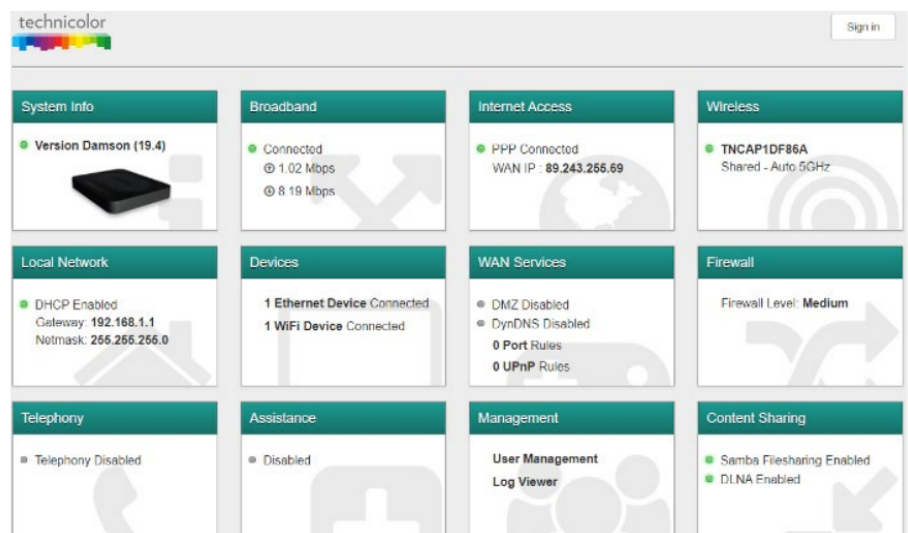 technicolor
Sign in
System Info
Version Damson (19.4)
Broadband
Connected
1.02 Mbps
8.19 Mbps
Internet Access
PPP Connected
WAN IP : 89.243.255.69
Wireless
TNCAP1DF86A
Shared - Auto 5GHz
Local Network
DHCP Enabled
Gateway: 192.168.1.1
Netmask: 255.255.255.0
Devices
1 Ethernet Device Connected
1 WiFi Device Connected
WAN Services
DMZ Disabled
DynDNS Disabled
0 Port Rules
0 UPnP Rules
Firewall
Firewall Level: Medium
Telephony
Telephony Disabled
Assistance
Disabled
Management
User Management
Log Viewer
Content Sharing
Samba Filesharing Enabled
DLNA Enabled